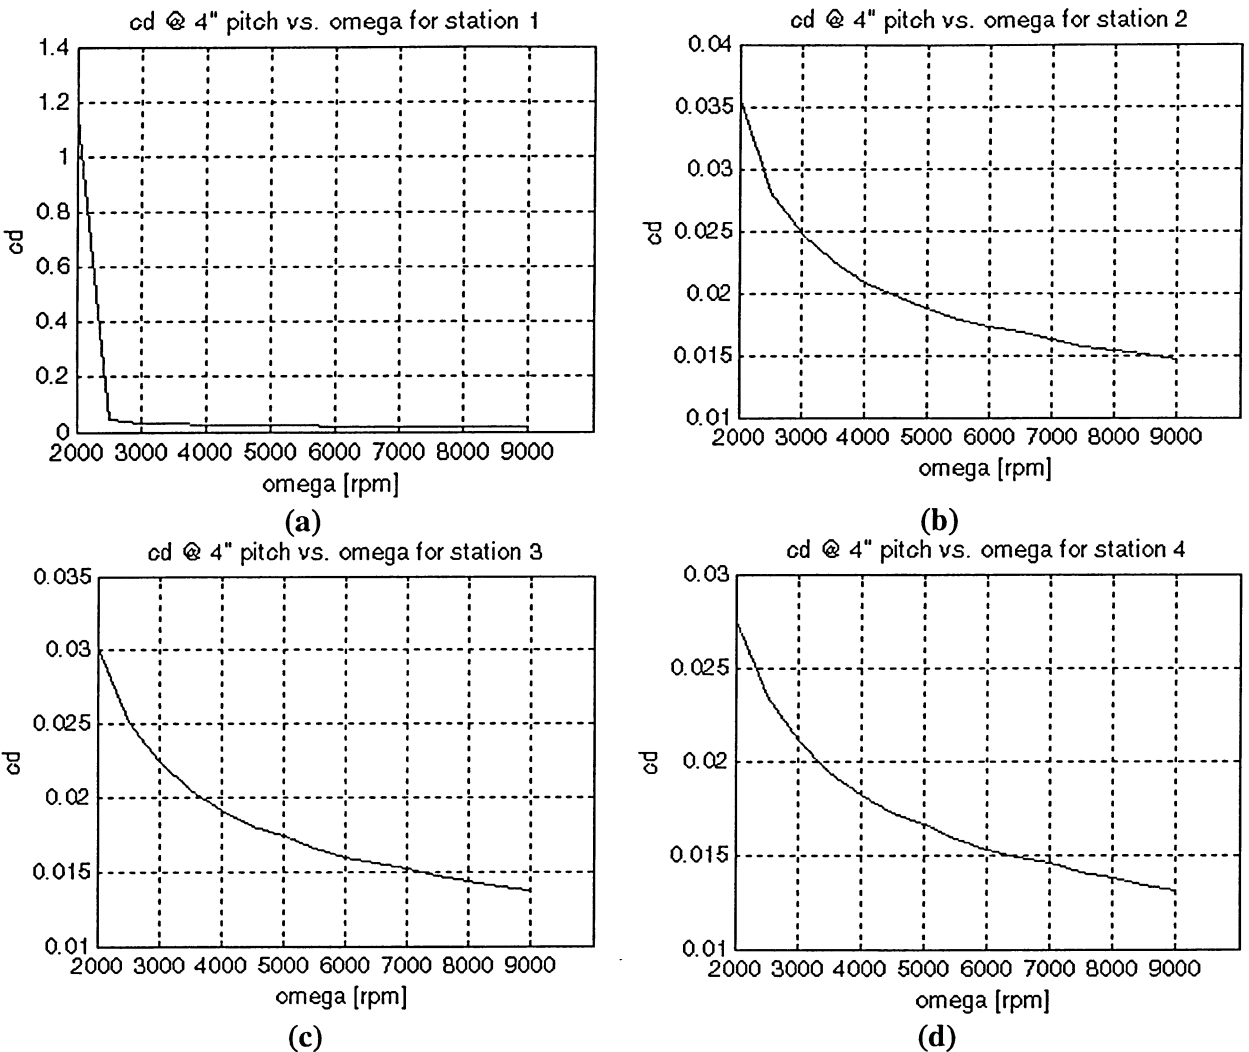 cd @ 4" pitch vs. omega for station 1
1.4
1.2
1
0.8
0.6
0.4
0.2
0
cd
2000 3000 4000 5000 6000 7000 8000 9000
omega [rpm]
(a)
cd @ 4" pitch vs. omega for station 2
0.04
0.035
0.03
0.025
0.02
0.015
0.01
cd
2000 3000 4000 5000 6000 7000 8000 9000
omega [rpm]
(b)
cd @ 4" pitch vs. omega for station 3
0.035
0.03
0.025
0.02
0.015
0.01
cd
2000 3000 4000 5000 6000 7000 8000 9000
omega [rpm]
(c)
cd @ 4" pitch vs. omega for station 4
0.03
0.025
0.02
0.015
0.01
cd
2000 3000 4000 5000 6000 7000 8000 9000
omega [rpm]
(d)